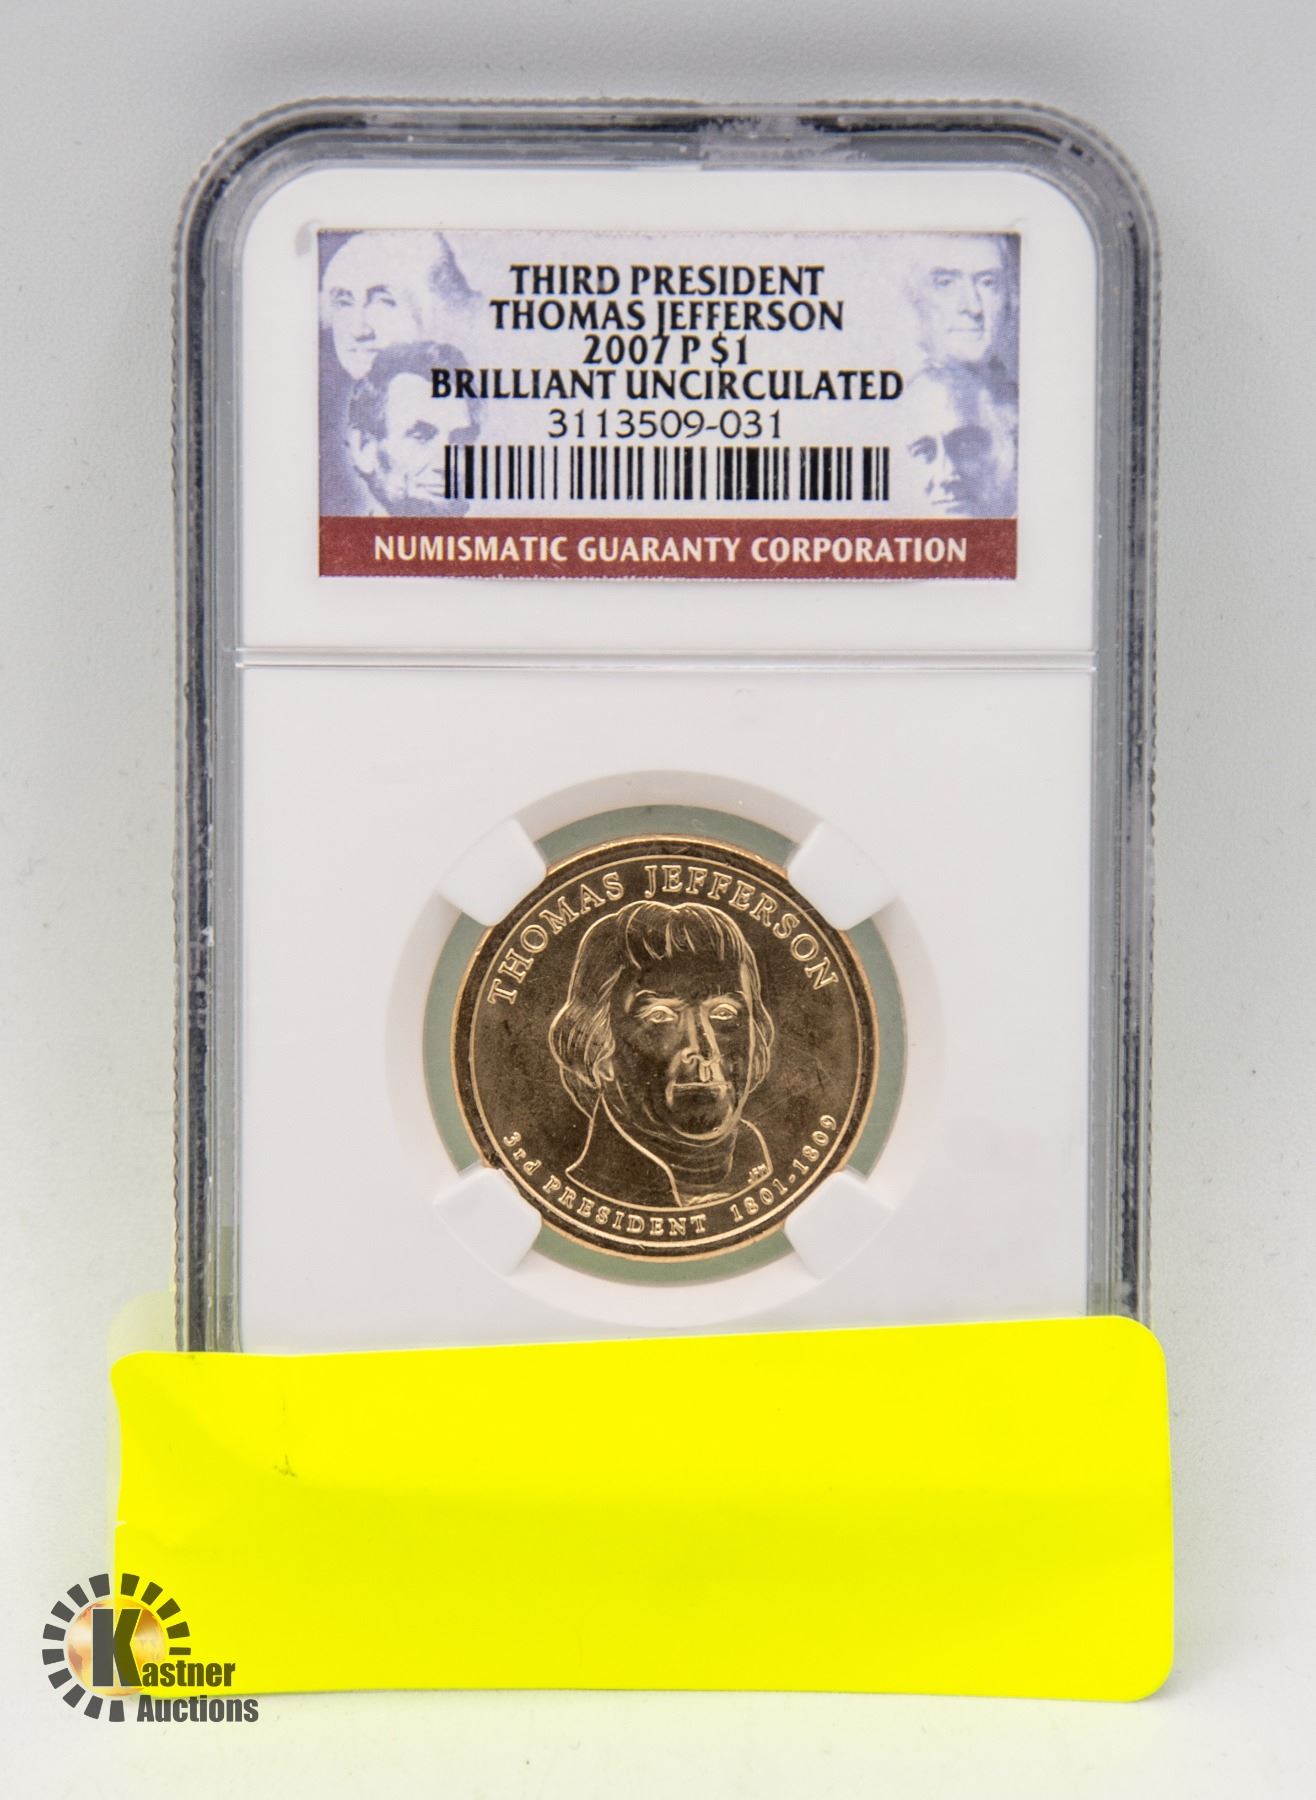 THIRD PRESIDENT
THOMAS JEFFERSON
2007 P $1
BRILLIANT UNCIRCULATED
3113509-031
NUMISMATIC GUARANTY CORPORATION
THOMAS JEFFERSON
JFM
3rd PRESIDENT 1801-1809
Kastner
Auctions